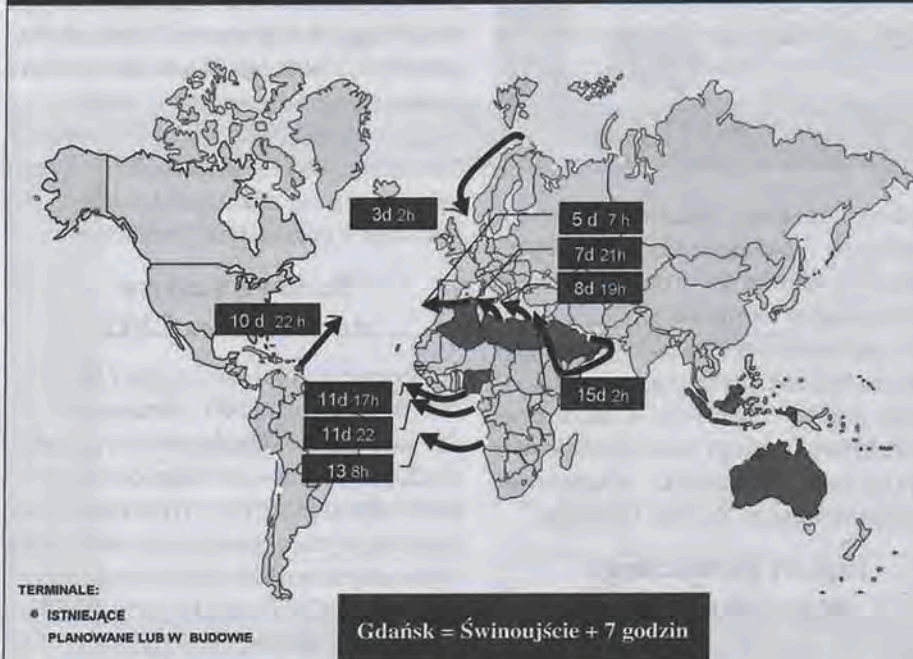 3d 2h
5 d 7 h
7d 21h
8d 19h
10 d 22 h
11d 17h
11d 22
13 8h
15d 2h
TERMINALE:
ISTNIEJĄCE
PLANOWANE LUB W BUDOWIE
Gdańsk = Świnoujście + 7 godzin